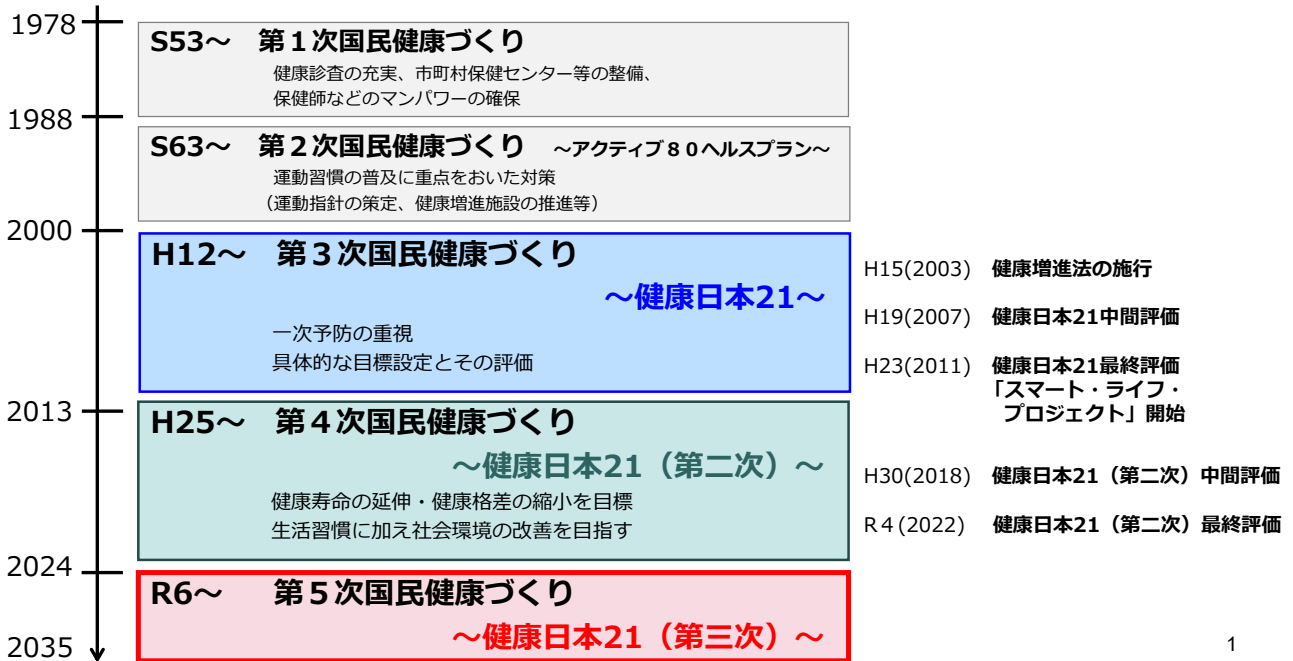 1978
S53～ 第１次国民健康づくり
健康診査の充実、市町村保健センター等の整備、
保健師などのマンパワーの確保
1988
S63～ 第２次国民健康づくり ～アクティブ８０ヘルスプラン～
運動習慣の普及に重点をおいた対策
（運動指針の策定、健康増進施設の推進等）
2000
H12～ 第３次国民健康づくり
～健康日本21～
一次予防の重視
具体的な目標設定とその評価
H15(2003) 健康増進法の施行
H19(2007) 健康日本21中間評価
H23(2011) 健康日本21最終評価
「スマート・ライフ・
プロジェクト」開始
2013
H25～ 第４次国民健康づくり
～健康日本21（第二次）～
健康寿命の延伸・健康格差の縮小を目標
生活習慣に加え社会環境の改善を目指す
H30(2018) 健康日本21（第二次）中間評価
R４(2022) 健康日本21（第二次）最終評価
2024
R6～ 第５次国民健康づくり
～健康日本21（第三次）～
2035
1